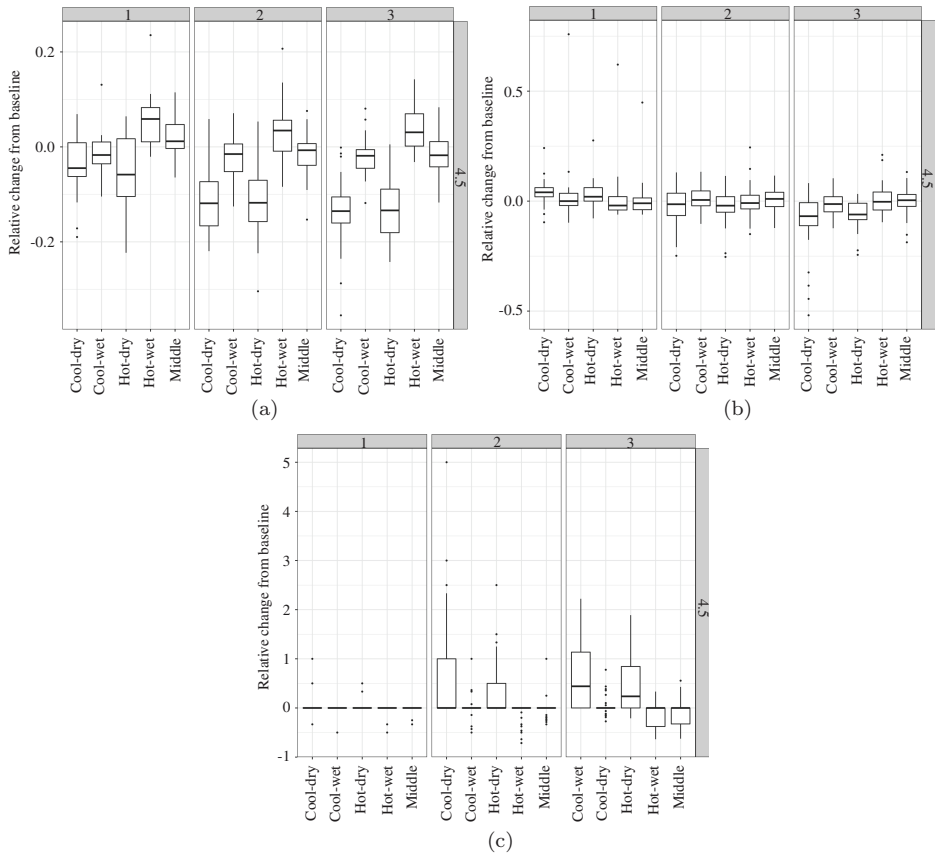 1 2 3
Relative change from baseline
0.2
0.0
-0.2
4.5
Cool-dry Cool-wet Hot-dry Hot-wet Middle Cool-dry Cool-wet Hot-dry Hot-wet Middle Cool-dry Cool-wet Hot-dry Hot-wet Middle
(a)
1 2 3
Relative change from baseline
0.5
0.0
-0.5
4.5
Cool-dry Cool-wet Hot-dry Hot-wet Middle Cool-dry Cool-wet Hot-dry Hot-wet Middle Cool-dry Cool-wet Hot-dry Hot-wet Middle
(b)
1 2 3
Relative change from baseline
5
4
3
2
1
0
-1
4.5
Cool-dry Cool-wet Hot-dry Hot-wet Middle Cool-dry Cool-wet Hot-dry Hot-wet Middle Cool-wet Cool-dry Hot-dry Hot-wet Middle
(c)